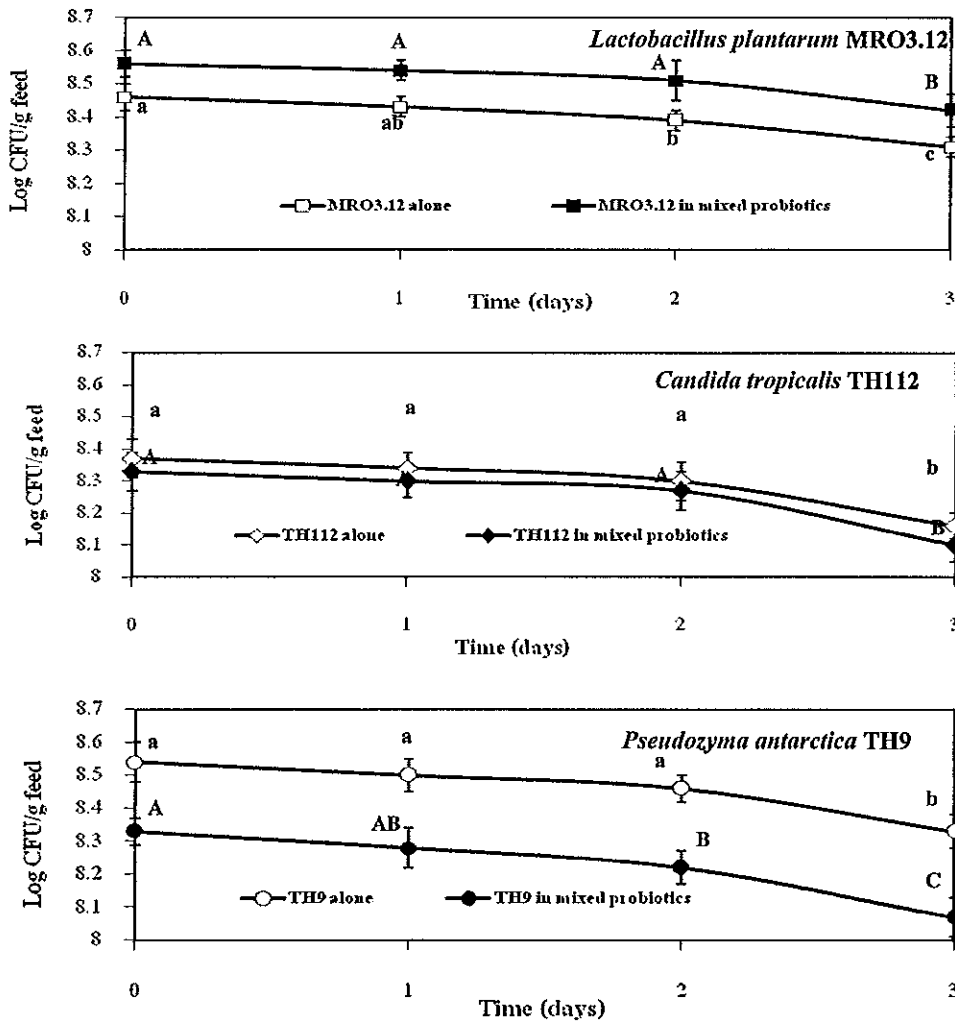 8.7
Lactobacillus plantarum MRO3.12
A
A
A
B
8.6
8.5
8.4
8.3
8.2
8.1
8
a
ab
b
c
Log CFU/g feed
MRO3.12 alone
MRO3.12 in mixed probiotics
0
1
2
3
Time (days)
8.7
Candida tropicalis TH112
a
a
a
b
8.6
8.5
8.4
8.3
8.2
8.1
8
A
A
B
Log CFU/g feed
TH112 alone
TH112 in mixed probiotics
0
1
2
3
Time (days)
8.7
Pseudozyma antarctica TH9
a
a
a
b
8.6
8.5
8.4
8.3
8.2
8.1
8
A
AB
B
C
Log CFU/g feed
TH9 alone
TH9 in mixed probiotics
0
1
2
3
Time (days)